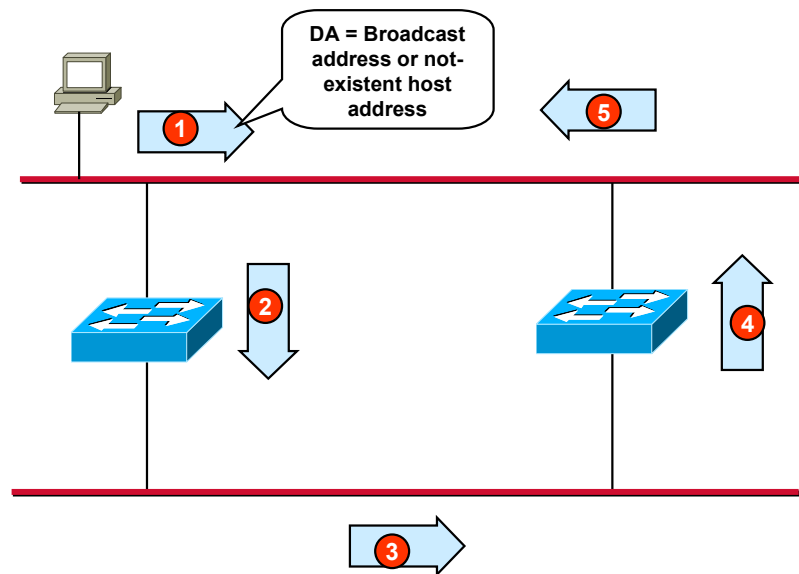 DA = Broadcast
address or not-
existent host
address
1
5
2
4
3